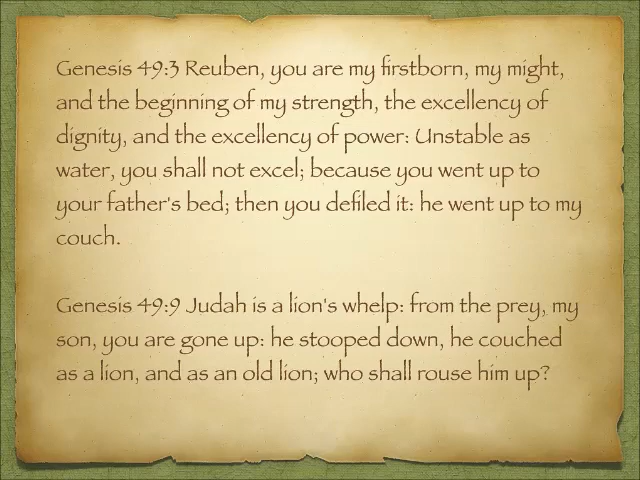 Genesis 49:3 Reuben, you are my firstborn, my might,
and the beginning of my strength, the excellency of
dignity, and the excellency of power: Unstable as
water, you shall not excel; because you went up to
your father's bed; then you defiled it: he went up to my
couch.
Genesis 49:9 Judah is a lion's whelp: from the prey, my
son, you are gone up: he stooped down, he couched
as a lion, and as an old lion; who shall rouse him up?